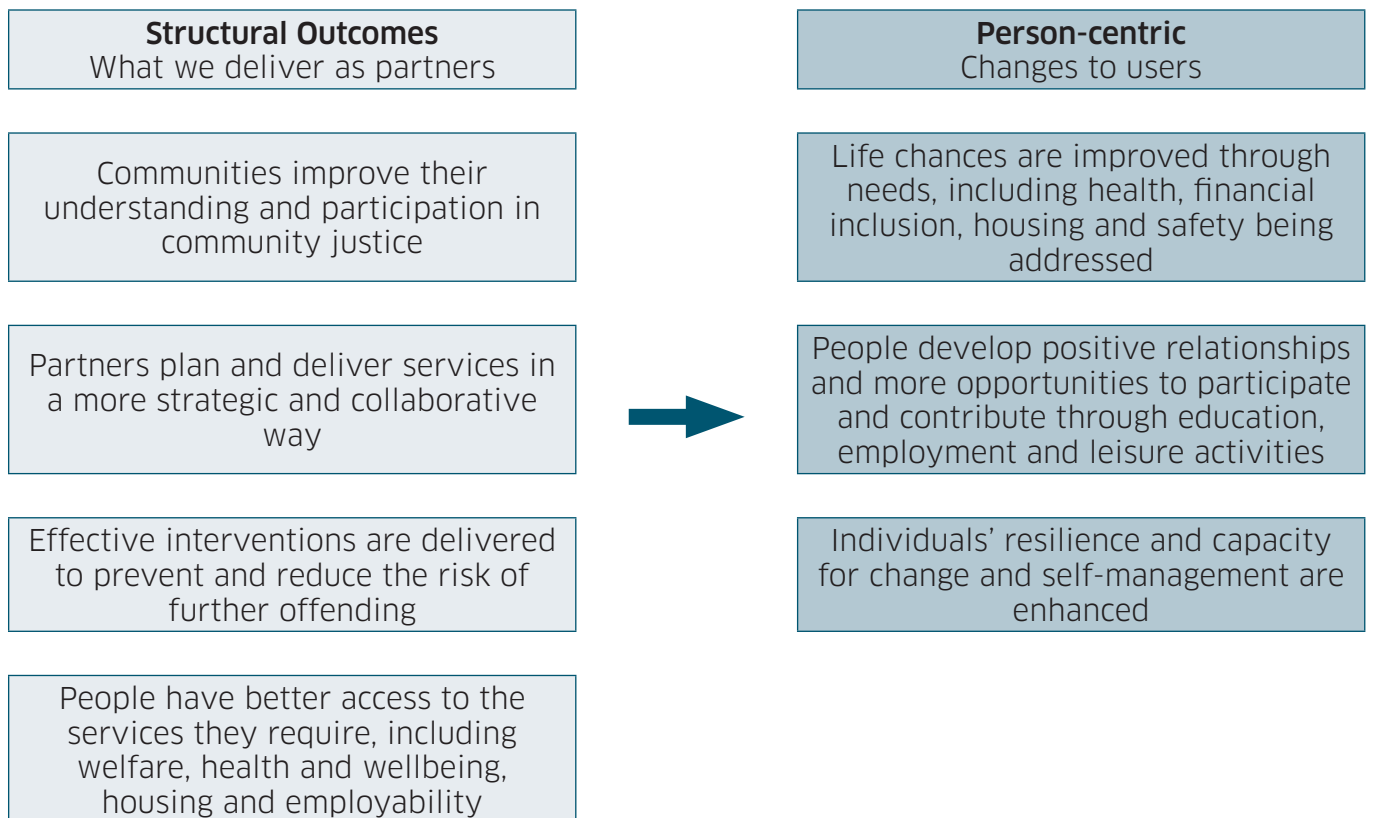 Structural Outcomes
What we deliver as partners
Communities improve their
understanding and participation in
community justice
Partners plan and deliver services in
a more strategic and collaborative
way
Effective interventions are delivered
to prevent and reduce the risk of
further offending
People have better access to the
services they require, including
welfare, health and wellbeing,
housing and employability
Person-centric
Changes to users
Life chances are improved through
needs, including health, financial
inclusion, housing and safety being
addressed
People develop positive relationships
and more opportunities to participate
and contribute through education,
employment and leisure activities
Individuals’ resilience and capacity
for change and self-management are
enhanced